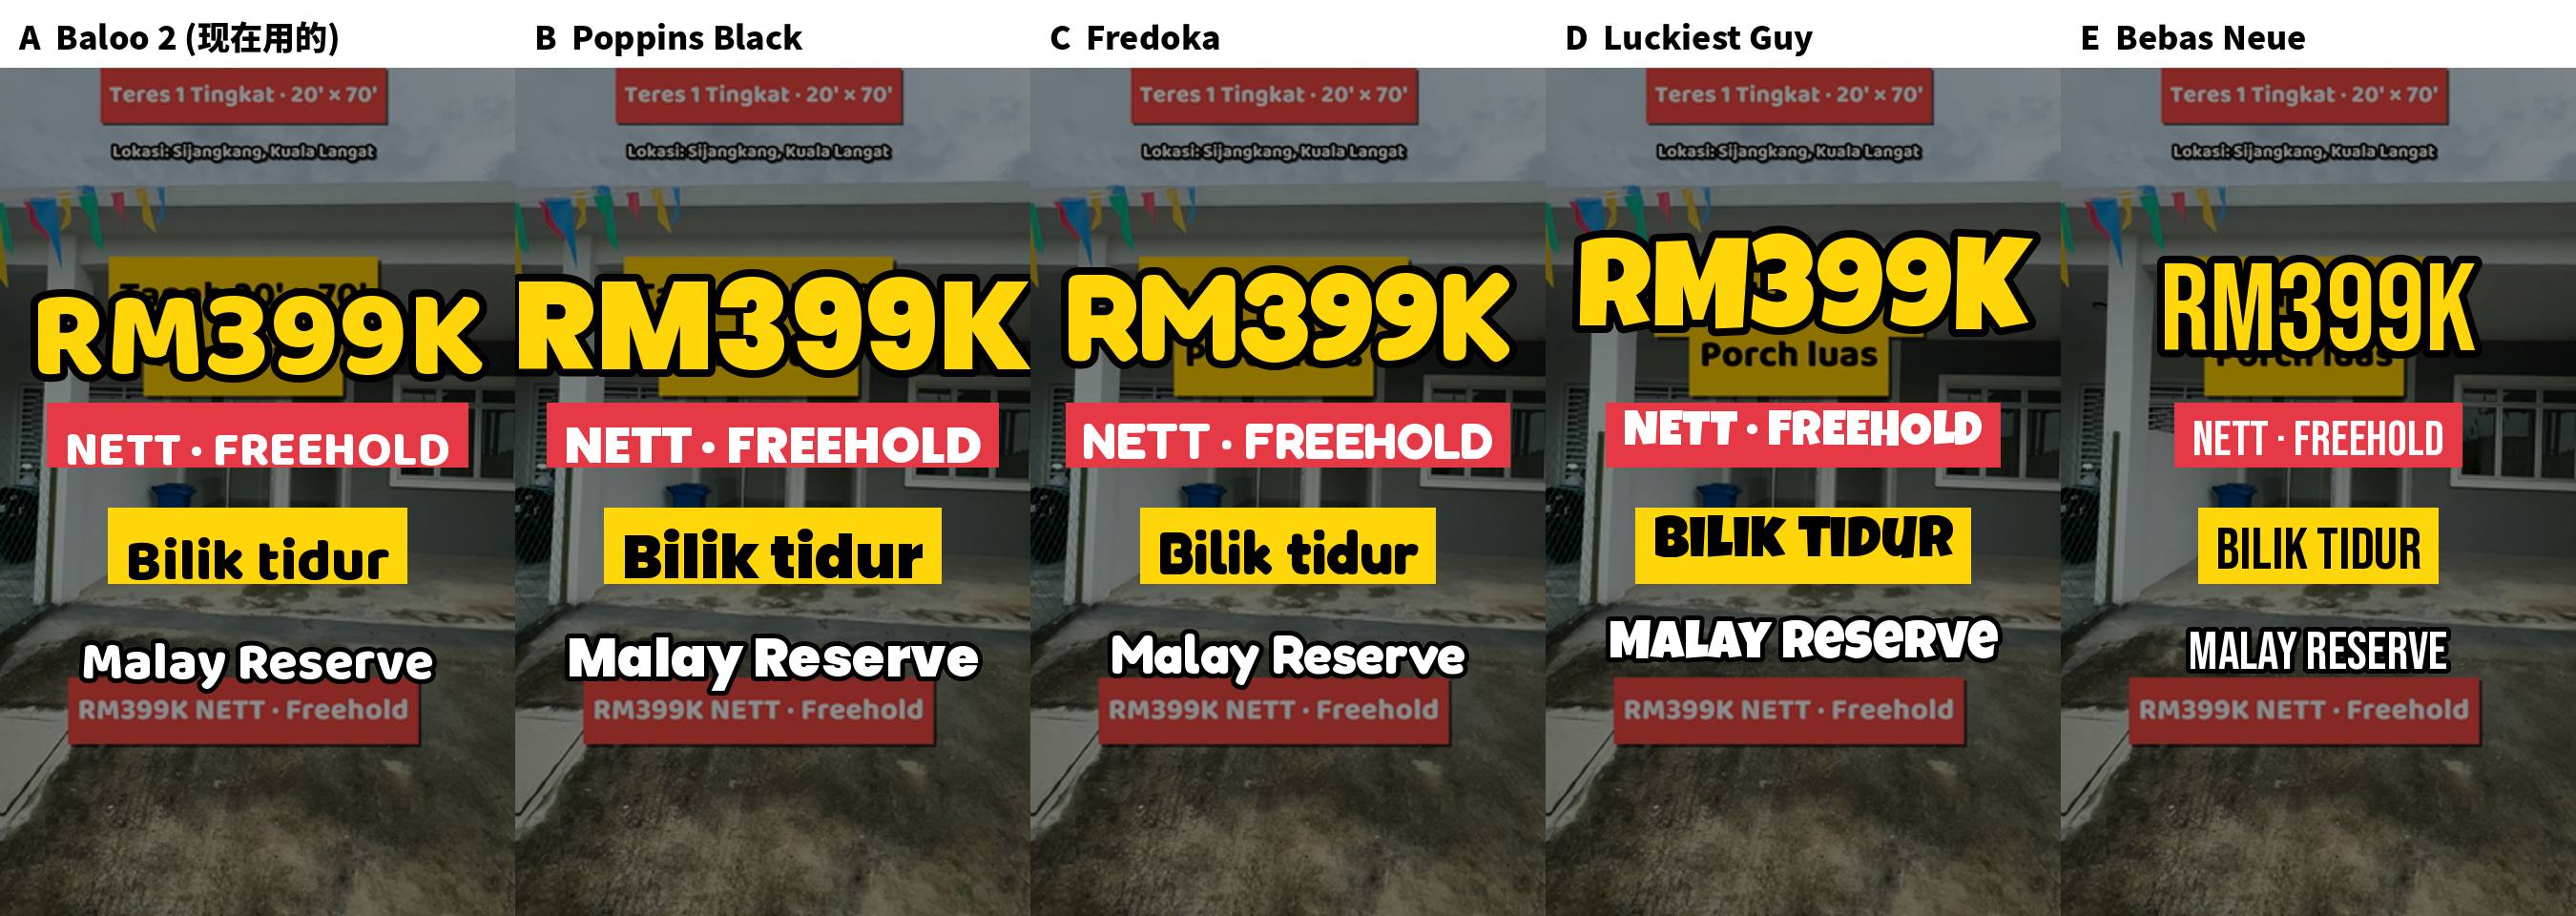 A Baloo 2 (现在用的)
Teres 1 Tingkat · 20' × 70'
Lokasi: Sijangkang, Kuala Langat
RM399K
NETT · FREEHOLD
Bilik tidur
Malay Reserve
RM399K NETT · Freehold
B Poppins Black
Teres 1 Tingkat · 20' × 70'
Lokasi: Sijangkang, Kuala Langat
RM399K
NETT · FREEHOLD
Bilik tidur
Malay Reserve
RM399K NETT · Freehold
C Fredoka
Teres 1 Tingkat · 20' × 70'
Lokasi: Sijangkang, Kuala Langat
RM399K
NETT · FREEHOLD
Bilik tidur
Malay Reserve
RM399K NETT · Freehold
D Luckiest Guy
Teres 1 Tingkat · 20' × 70'
Lokasi: Sijangkang, Kuala Langat
RM399K
Porch luas
NETT · FREEHOLD
BILIK TIDUR
MALAY RESERVE
RM399K NETT · Freehold
E Bebas Neue
Teres 1 Tingkat · 20' × 70'
Lokasi: Sijangkang, Kuala Langat
RM399K
Porch luas
NETT · FREEHOLD
BILIK TIDUR
MALAY RESERVE
RM399K NETT · Freehold